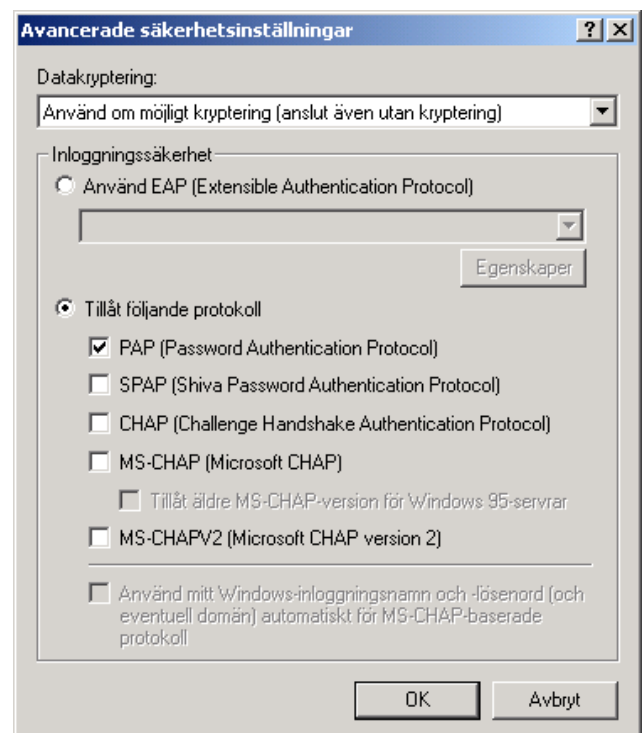 Avancerade säkerhetsinställningar
Datakryptering:
Använd om möjligt kryptering (anslut även utan kryptering)
Inloggningssäkerhet
Använd EAP (Extensible Authentication Protocol)
Egenskaper
Tillåt följande protokoll
PAP (Password Authentication Protocol)
SPAP (Shiva Password Authentication Protocol)
CHAP (Challenge Handshake Authentication Protocol)
MS-CHAP (Microsoft CHAP)
Tillåt äldre MS-CHAP-version för Windows 95-servrar
MS-CHAPV2 (Microsoft CHAP version 2)
Använd mitt Windows-inloggningsnamn och -lösenord (och
eventuell domän) automatiskt för MS-CHAP-baserade
protokoll
OK
Avbryt